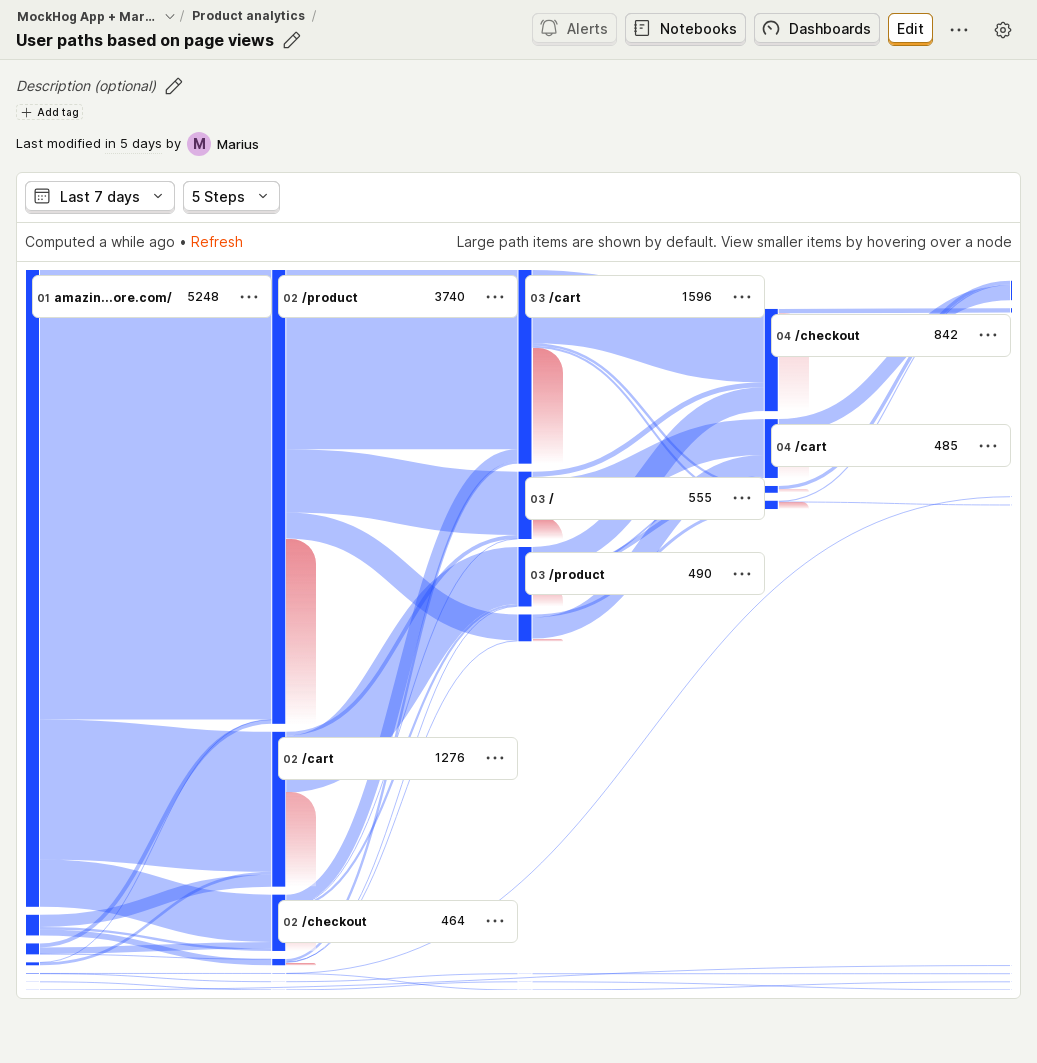 MockHog App + Mar... / Product analytics /
User paths based on page views
Alerts Notebooks Dashboards Edit
Description (optional)
Add tag
Last modified in 5 days by M Marius
Last 7 days 5 Steps
Computed a while ago • Refresh Large path items are shown by default. View smaller items by hovering over a node
01 amazin...ore.com/ 5248
02 /product 3740
03 /cart 1596
04 /checkout 842
04 /cart 485
03 / 555
03 /product 490
02 /cart 1276
02 /checkout 464